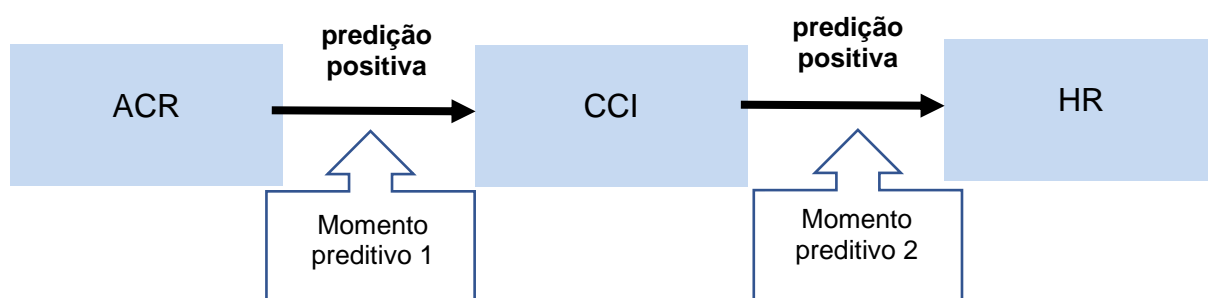 predição
positiva
predição
positiva
ACR
CCI
HR
Momento
preditivo 1
Momento
preditivo 2